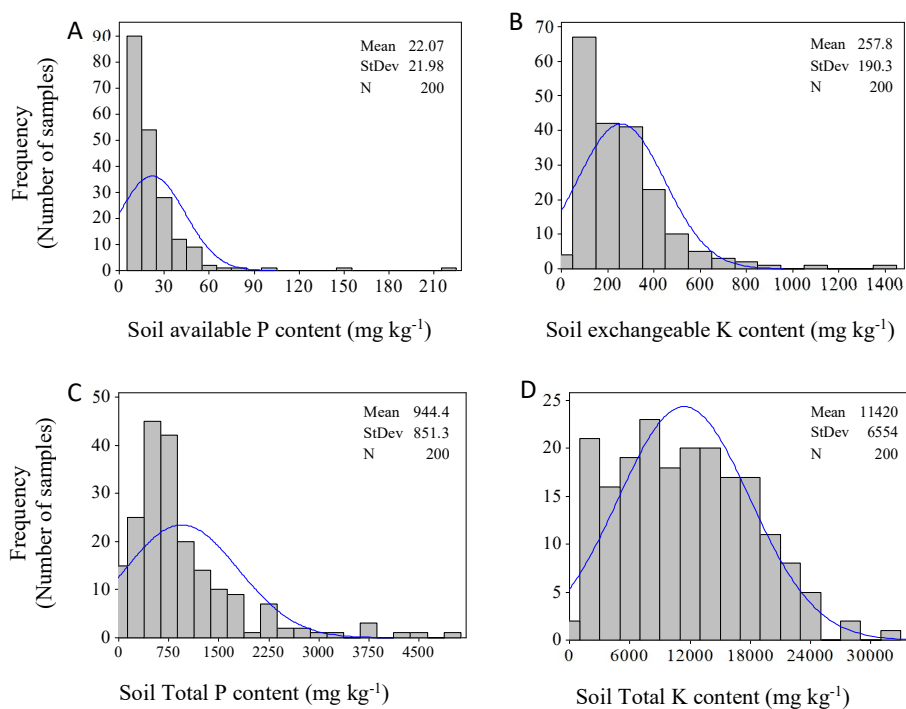 A
Mean 22.07
StDev 21.98
N 200
90
80
70
60
50
40
30
20
10
0
0 30 60 90 120 150 180 210
Frequency
(Number of samples)
Soil available P content (mg kg-1)
B
Mean 257.8
StDev 190.3
N 200
70
60
50
40
30
20
10
0
0 200 400 600 800 1000 1200 1400
Soil exchangeable K content (mg kg-1)
C
Mean 944.4
StDev 851.3
N 200
50
40
30
20
10
0
0 750 1500 2250 3000 3750 4500
Frequency
(Number of samples)
Soil Total P content (mg kg-1)
D
Mean 11420
StDev 6554
N 200
25
20
15
10
5
0
0 6000 12000 18000 24000 30000
Soil Total K content (mg kg-1)